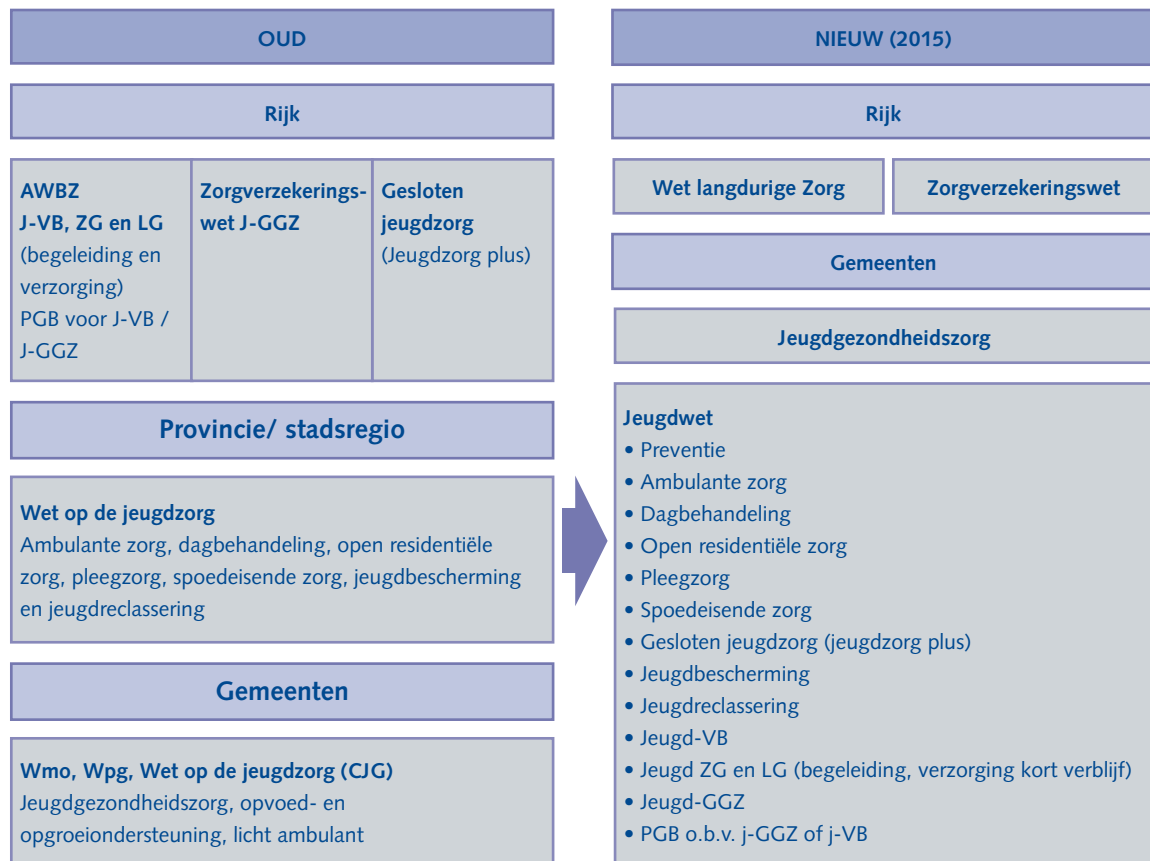 OUD
Rijk
AWBZ
J-VB, ZG en LG
(begeleiding en
verzorging)
PGB voor J-VB /
J-GGZ
Zorgverzekerings-
wet J-GGZ
Gesloten
jeugdzorg
(Jeugdzorg plus)
Provincie/ stadsregio
Wet op de jeugdzorg
Ambulante zorg, dagbehandeling, open residentiële
zorg, pleegzorg, spoedeisende zorg, jeugdbescherming
en jeugdreclassering
Gemeenten
Wmo, Wpg, Wet op de jeugdzorg (CJG)
Jeugdgezondheidszorg, opvoed- en
opgroeiondersteuning, licht ambulant
NIEUW (2015)
Rijk
Wet langdurige Zorg
Zorgverzekeringswet
Gemeenten
Jeugdgezondheidszorg
Jeugdwet
• Preventie
• Ambulante zorg
• Dagbehandeling
• Open residentiële zorg
• Pleegzorg
• Spoedeisende zorg
• Gesloten jeugdzorg (jeugdzorg plus)
• Jeugdbescherming
• Jeugdreclassering
• Jeugd-VB
• Jeugd ZG en LG (begeleiding, verzorging kort verblijf)
• Jeugd-GGZ
• PGB o.b.v. j-GGZ of j-VB